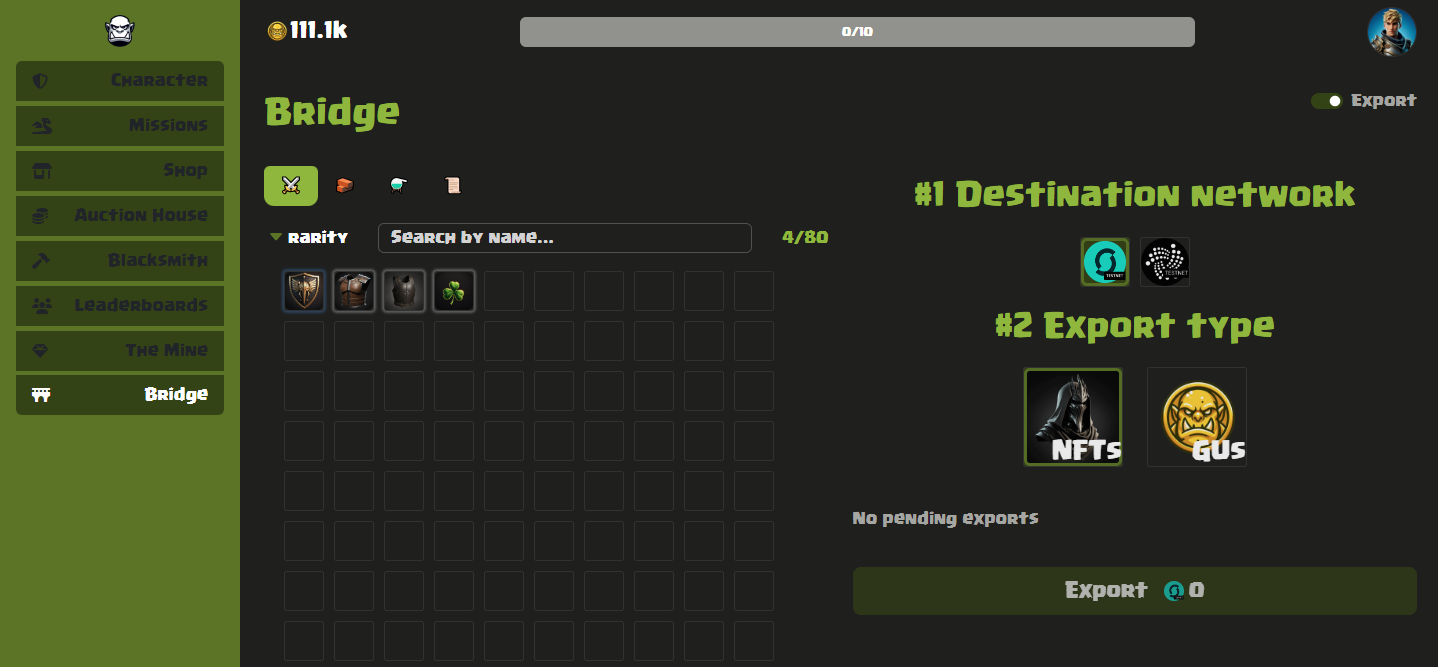 111.1k
0/10
Character
Missions
Shop
Auction House
Blacksmith
Leaderboards
The Mine
Bridge
Bridge
Export
rarity
Search by name...
4/80
#1 Destination network
TESTNET
TESTNET
#2 Export type
NFTs
GUs
No pending exports
Export 0